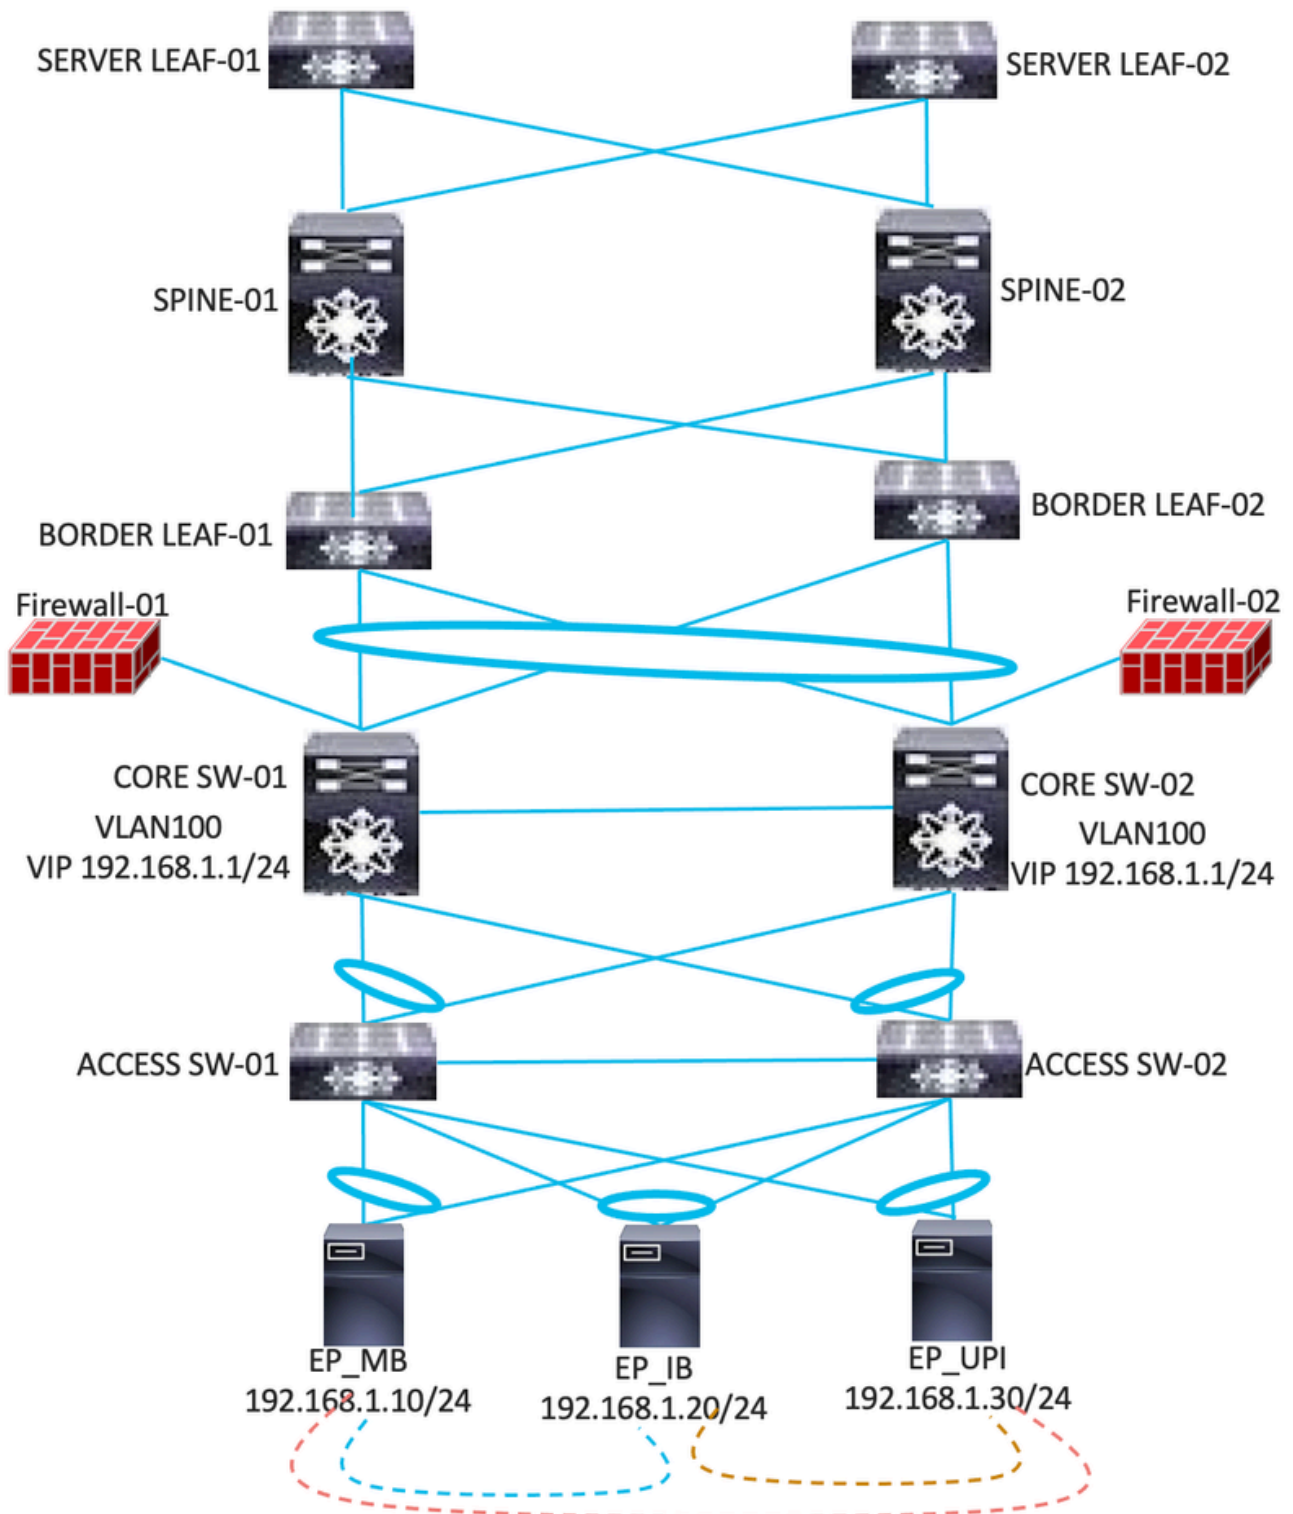 SERVER LEAF-01
SERVER LEAF-02
SPINE-01
SPINE-02
BORDER LEAF-01
BORDER LEAF-02
Firewall-01
Firewall-02
CORE SW-01
VLAN100
VIP 192.168.1.1/24
CORE SW-02
VLAN100
VIP 192.168.1.1/24
ACCESS SW-01
ACCESS SW-02
EP_MB
192.168.1.10/24
EP_IB
192.168.1.20/24
EP_UPI
192.168.1.30/24